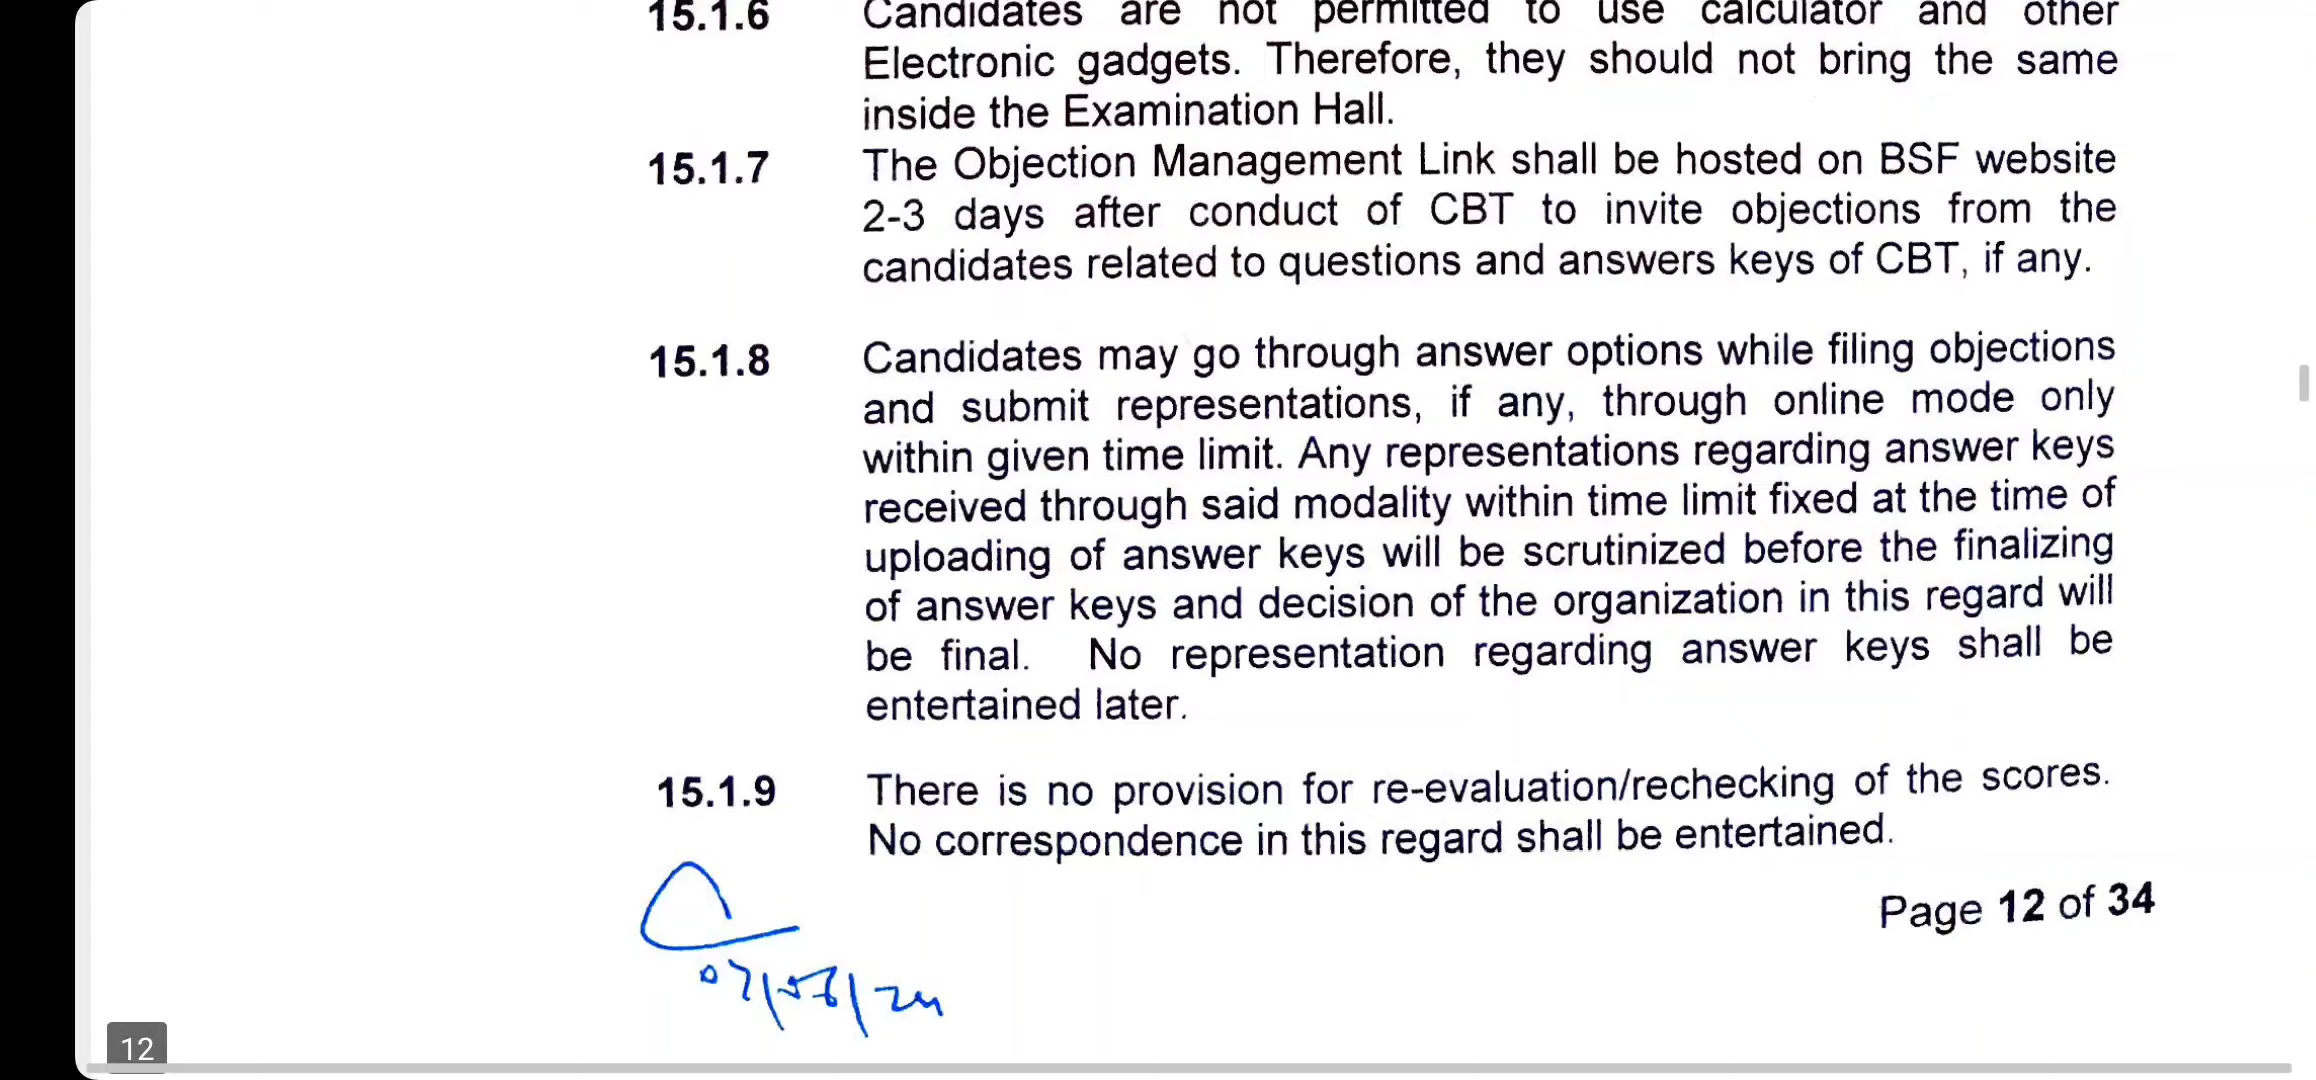 15.1.6 Candidates are not permitted to use calculator and other
Electronic gadgets. Therefore, they should not bring the same
inside the Examination Hall.
15.1.7 The Objection Management Link shall be hosted on BSF website
2-3 days after conduct of CBT to invite objections from the
candidates related to questions and answers keys of CBT, if any.
15.1.8 Candidates may go through answer options while filing objections
and submit representations, if any, through online mode only
within given time limit. Any representations regarding answer keys
received through said modality within time limit fixed at the time of
uploading of answer keys will be scrutinized before the finalizing
of answer keys and decision of the organization in this regard will
be final. No representation regarding answer keys shall be
entertained later.
15.1.9 There is no provision for re-evaluation/rechecking of the scores.
No correspondence in this regard shall be entertained.
Page 12 of 34
12